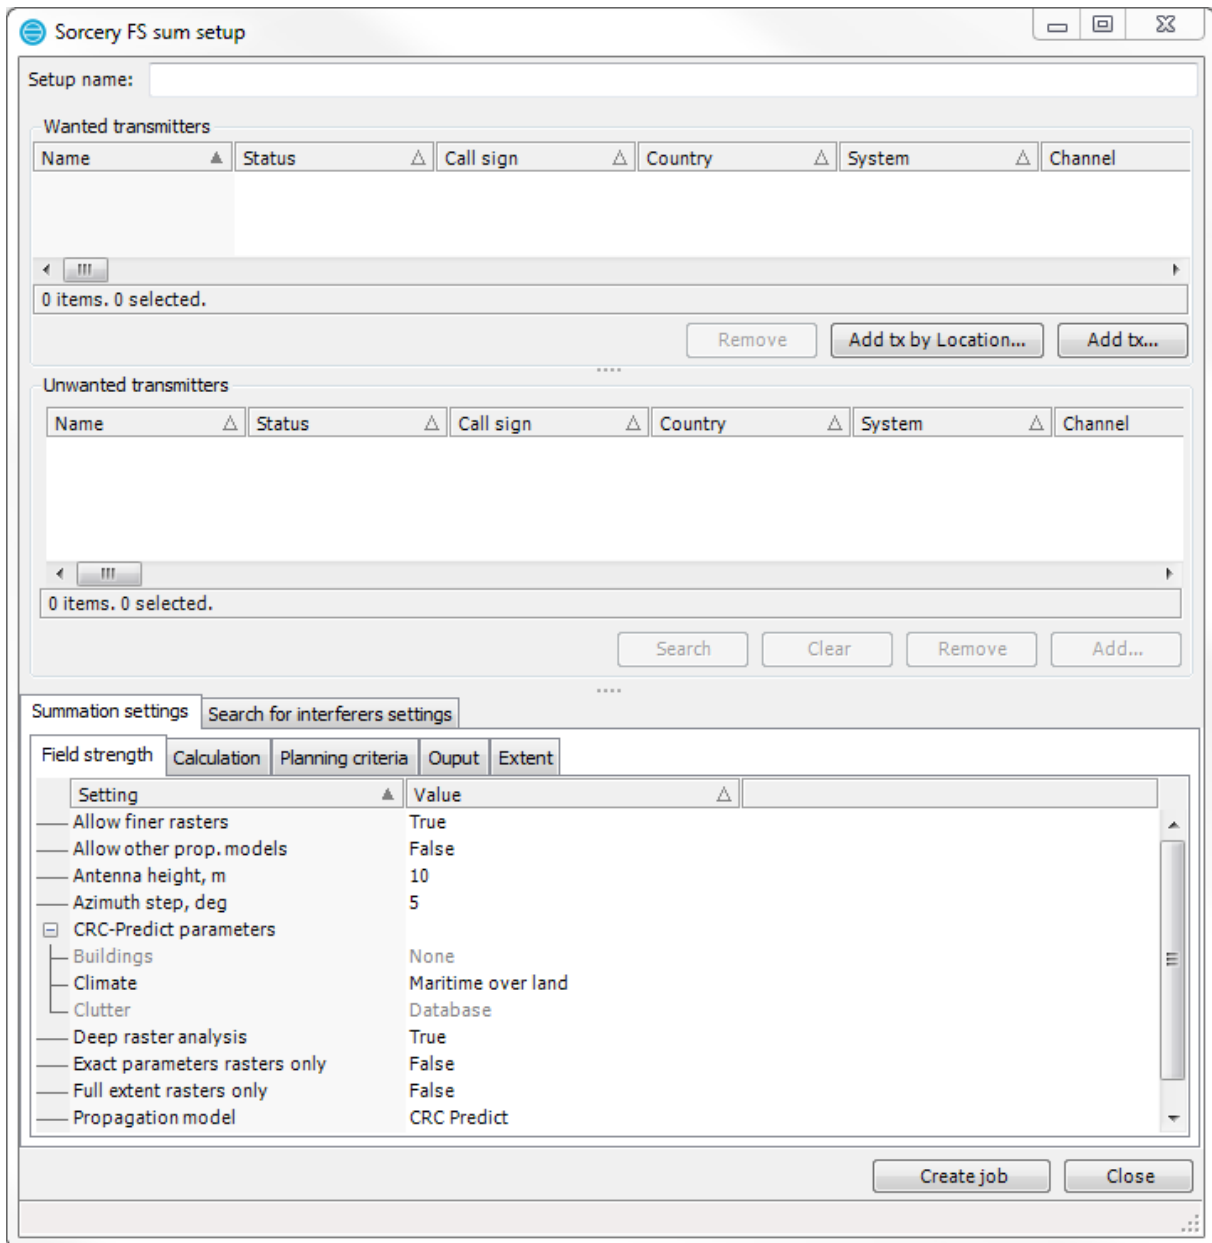 Sorcery FS sum setup
Setup name:
Wanted transmitters
Name Status Call sign Country System Channel
0 items. 0 selected.
Remove Add tx by Location... Add tx...
Unwanted transmitters
Name Status Call sign Country System Channel
0 items. 0 selected.
Search Clear Remove Add...
Summation settings Search for interferers settings
Field strength Calculation Planning criteria Ouput Extent
Setting Value
Allow finer rasters True
Allow other prop. models False
Antenna height, m 10
Azimuth step, deg 5
CRC-Predict parameters
Buildings None
Climate Maritime over land
Clutter Database
Deep raster analysis True
Exact parameters rasters only False
Full extent rasters only False
Propagation model CRC Predict
Create job Close